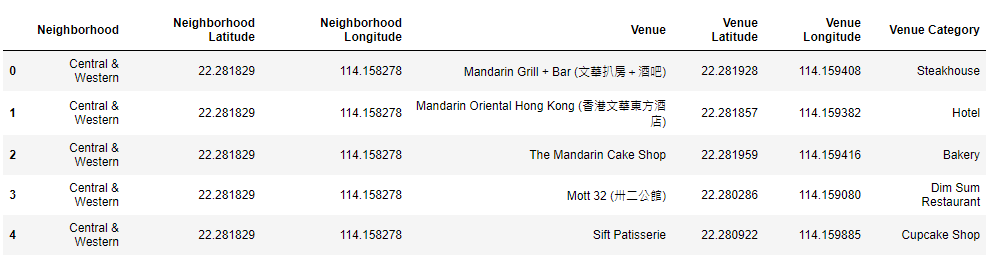 Neighborhood Neighborhood Latitude Neighborhood Longitude Venue Venue Latitude Venue Longitude Venue Category
0 Central & Western 22.281829 114.158278 Mandarin Grill + Bar (文華扒房+酒吧) 22.281928 114.159408 Steakhouse
1 Central & Western 22.281829 114.158278 Mandarin Oriental Hong Kong (香港文華東方酒店) 22.281857 114.159382 Hotel
2 Central & Western 22.281829 114.158278 The Mandarin Cake Shop 22.281959 114.159416 Bakery
3 Central & Western 22.281829 114.158278 Mott 32 (卅二公館) 22.280286 114.159080 Dim Sum Restaurant
4 Central & Western 22.281829 114.158278 Sift Patisserie 22.280922 114.159885 Cupcake Shop